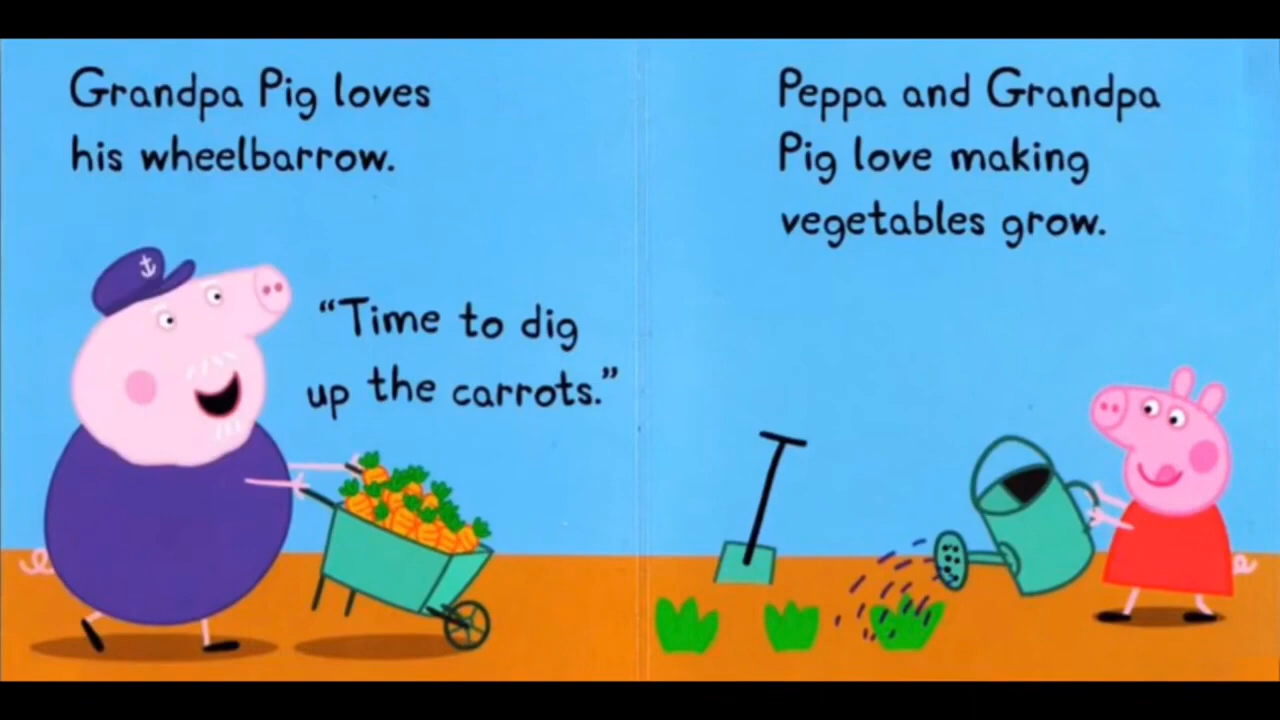 Grandpa Pig loves
his wheelbarrow.
“Time to dig
up the carrots.”
Peppa and Grandpa
Pig love making
vegetables grow.